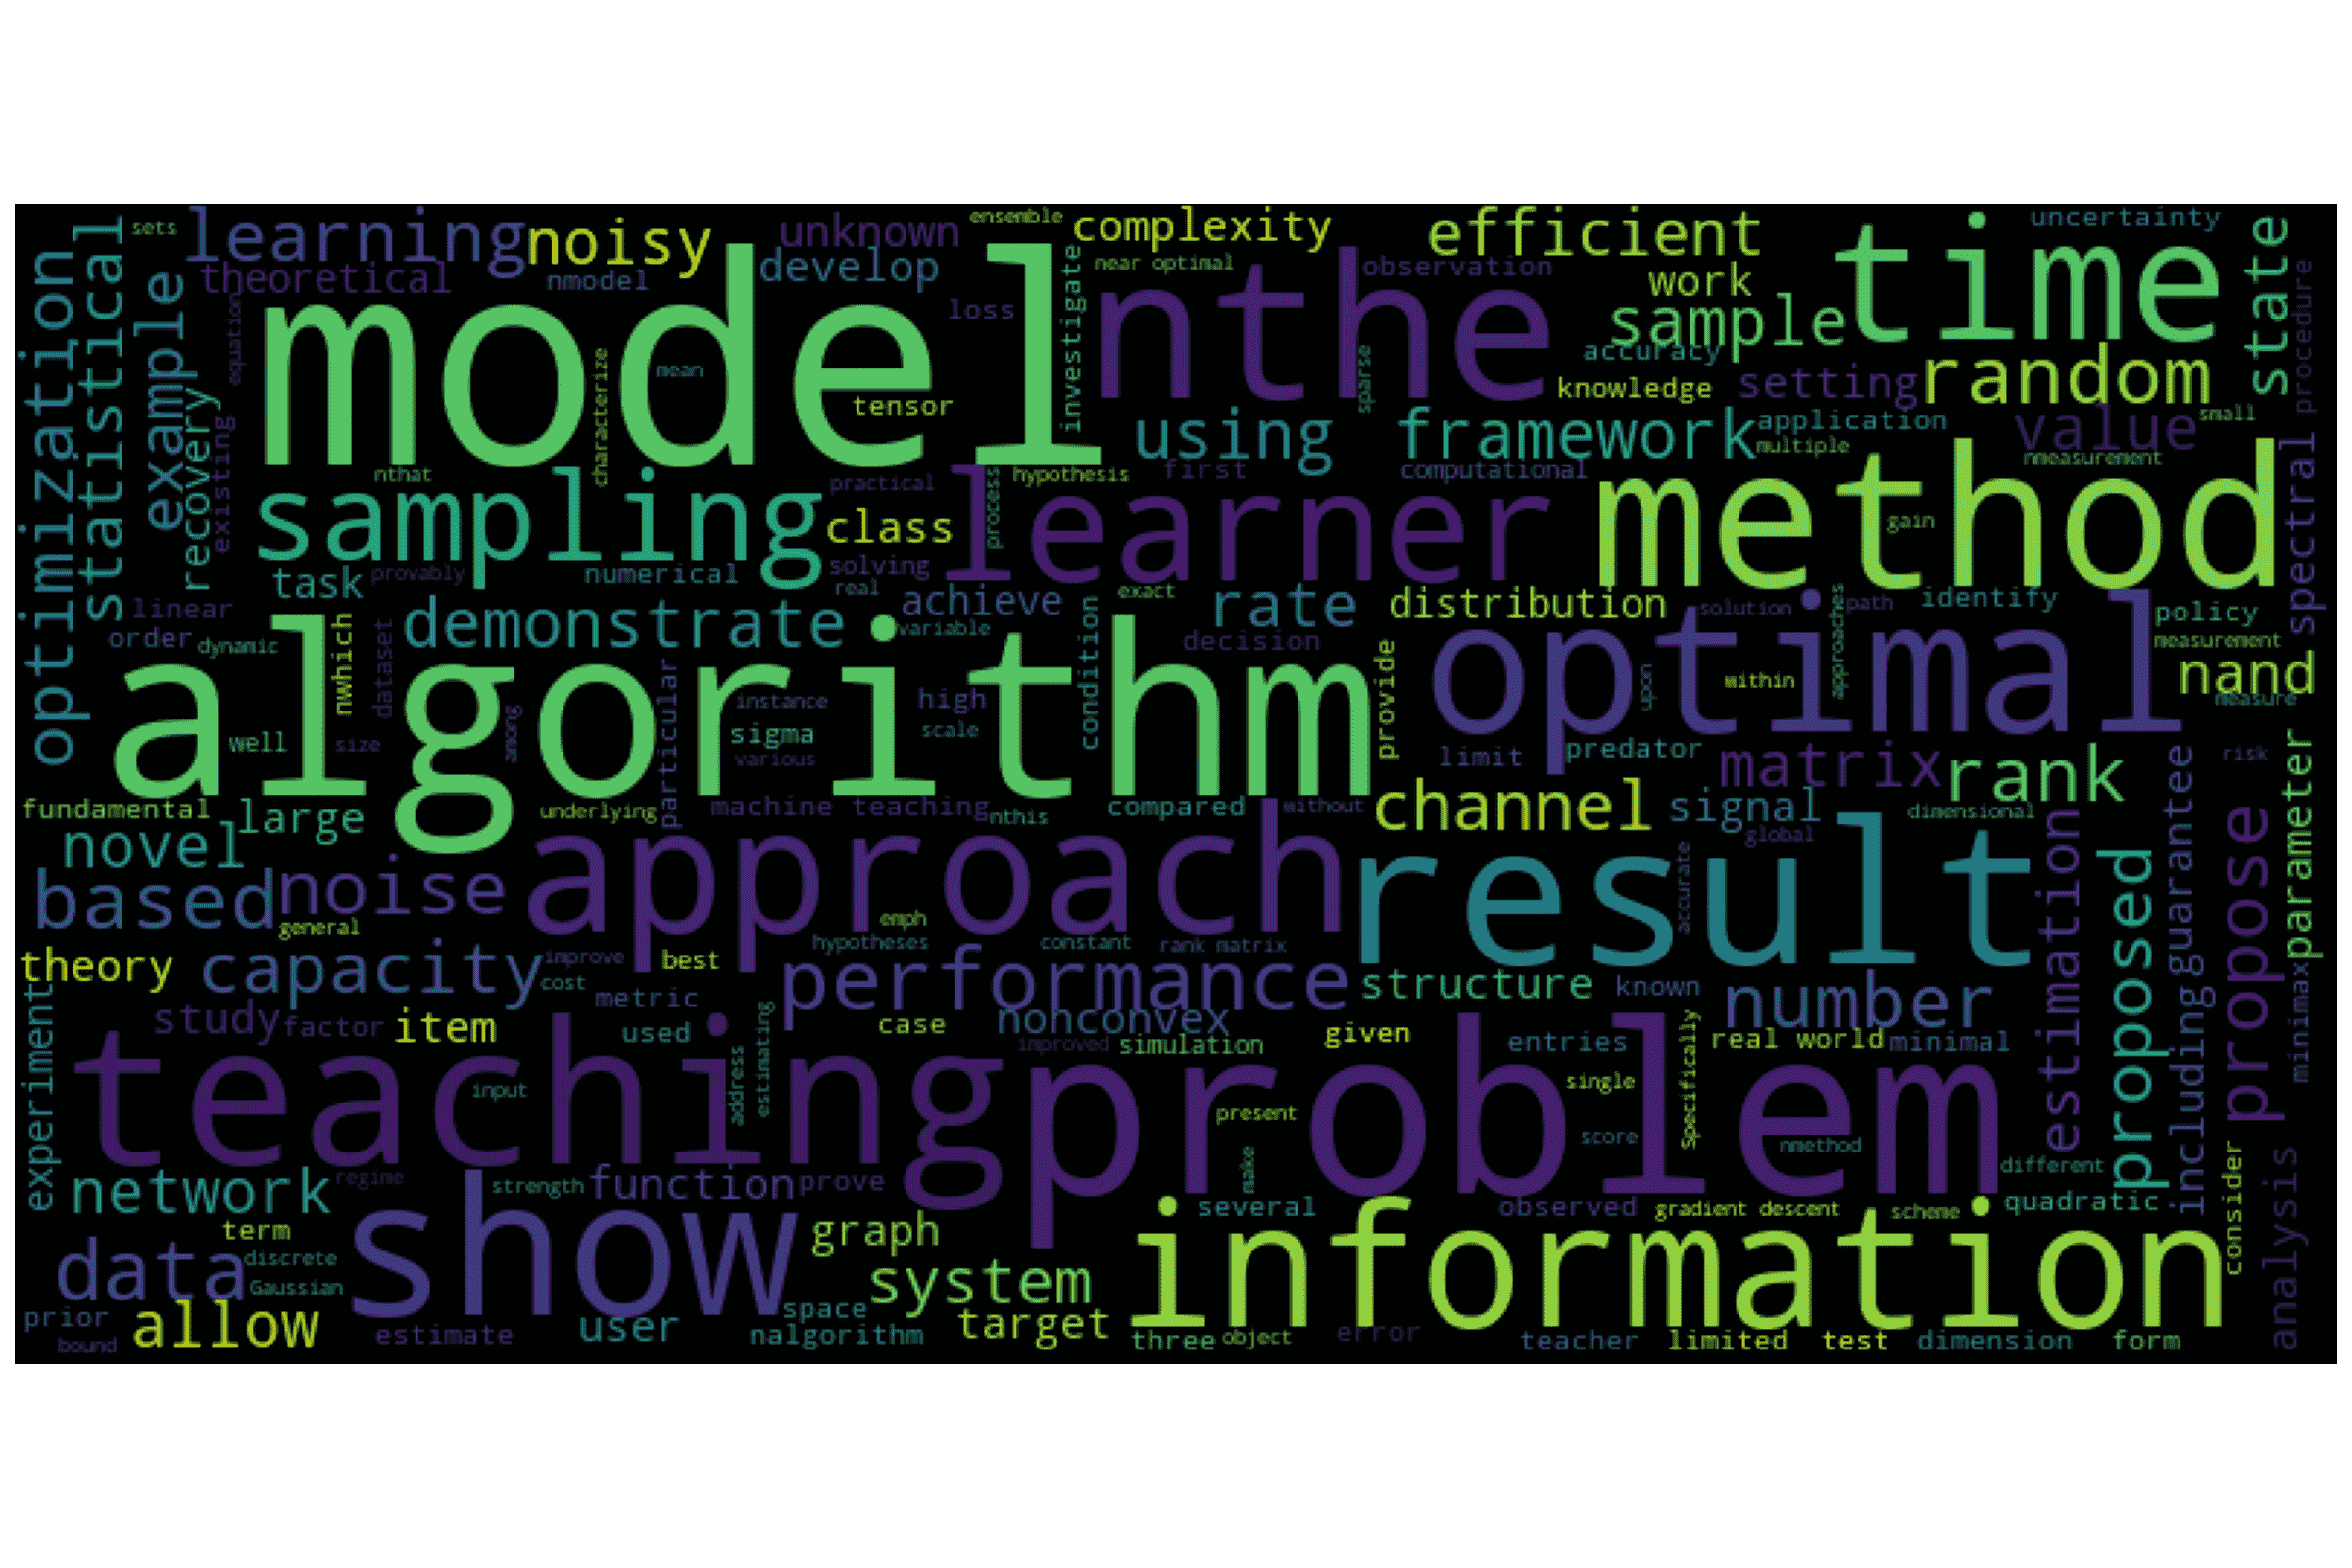 sets
learning
noisy
unknown
ensemble
complexity
efficient
time
uncertainty
state
optimization
statistical
example
theoretical
nmodel
develop
near optimal
observation
work
sample
model
nthe
loss
investigate
equation
recovery
existing
characterize
mean
tensor
sparse
accuracy
knowledge
setting
random
procedure
using
framework
application
multiple
value
small
nthat
sampling
practical
class
solving
process
hypothesis
first
learner
computational
method
gain
nmeasurement
spectral
task
provably
numerical
real
exact
linear
order
dynamic
demonstrate
achieve
variable
rate
decision
distribution
solution
path
approaches
identify
policy
measurement
nand
measure
algorithm
nwhich
dataset
particular
instance
high
scale
condition
provide
optimal
upon
within
well
size
among
sigma
various
limit
predator
matrix
rank
risk
fundamental
large
underlying
machine teaching
nthis
compared
without
channel
signal
global
dimensional
novel
based
noise
general
approach
emph
hypotheses
constant
rank matrix
result
accurate
estimation
proposed
including
guarantee
propose
parameter
theory
capacity
improve
cost
best
performance
structure
known
number
minimax
experiment
study
factor
item
metric
used
case
nonconvex
improved
simulation
given
entries
real world
minimal
teaching
input
address
estimating
problem
present
single
score
Specifically
nmethod
different
network
regime
strength
function
prove
make
several
observed
gradient descent
scheme
quadratic
consider
analysis
term
show
graph
information
data
discrete
Gaussian
system
prior
bound
allow
estimate
user
space
nalgorithm
target
three
object
error
teacher
limited
test
dimension
form